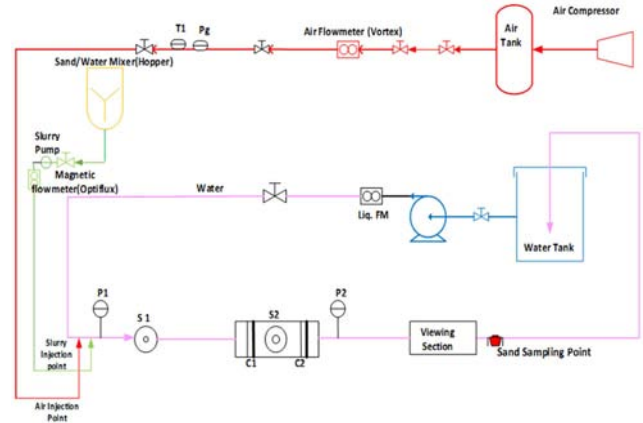 Air Compressor
T1 Pg
Air Flowmeter (Vortex)
Air
Tank
Sand/Water Mixer(Hopper)
Slurry
Pump
Magnetic
flowmeter(Optiflux)
Water
Liq. FM
Water Tank
P1
S 1
S2
P2
C1 C2
Viewing
Section
Sand Sampling Point
Slurry
Injection
point
Air Injection
Point